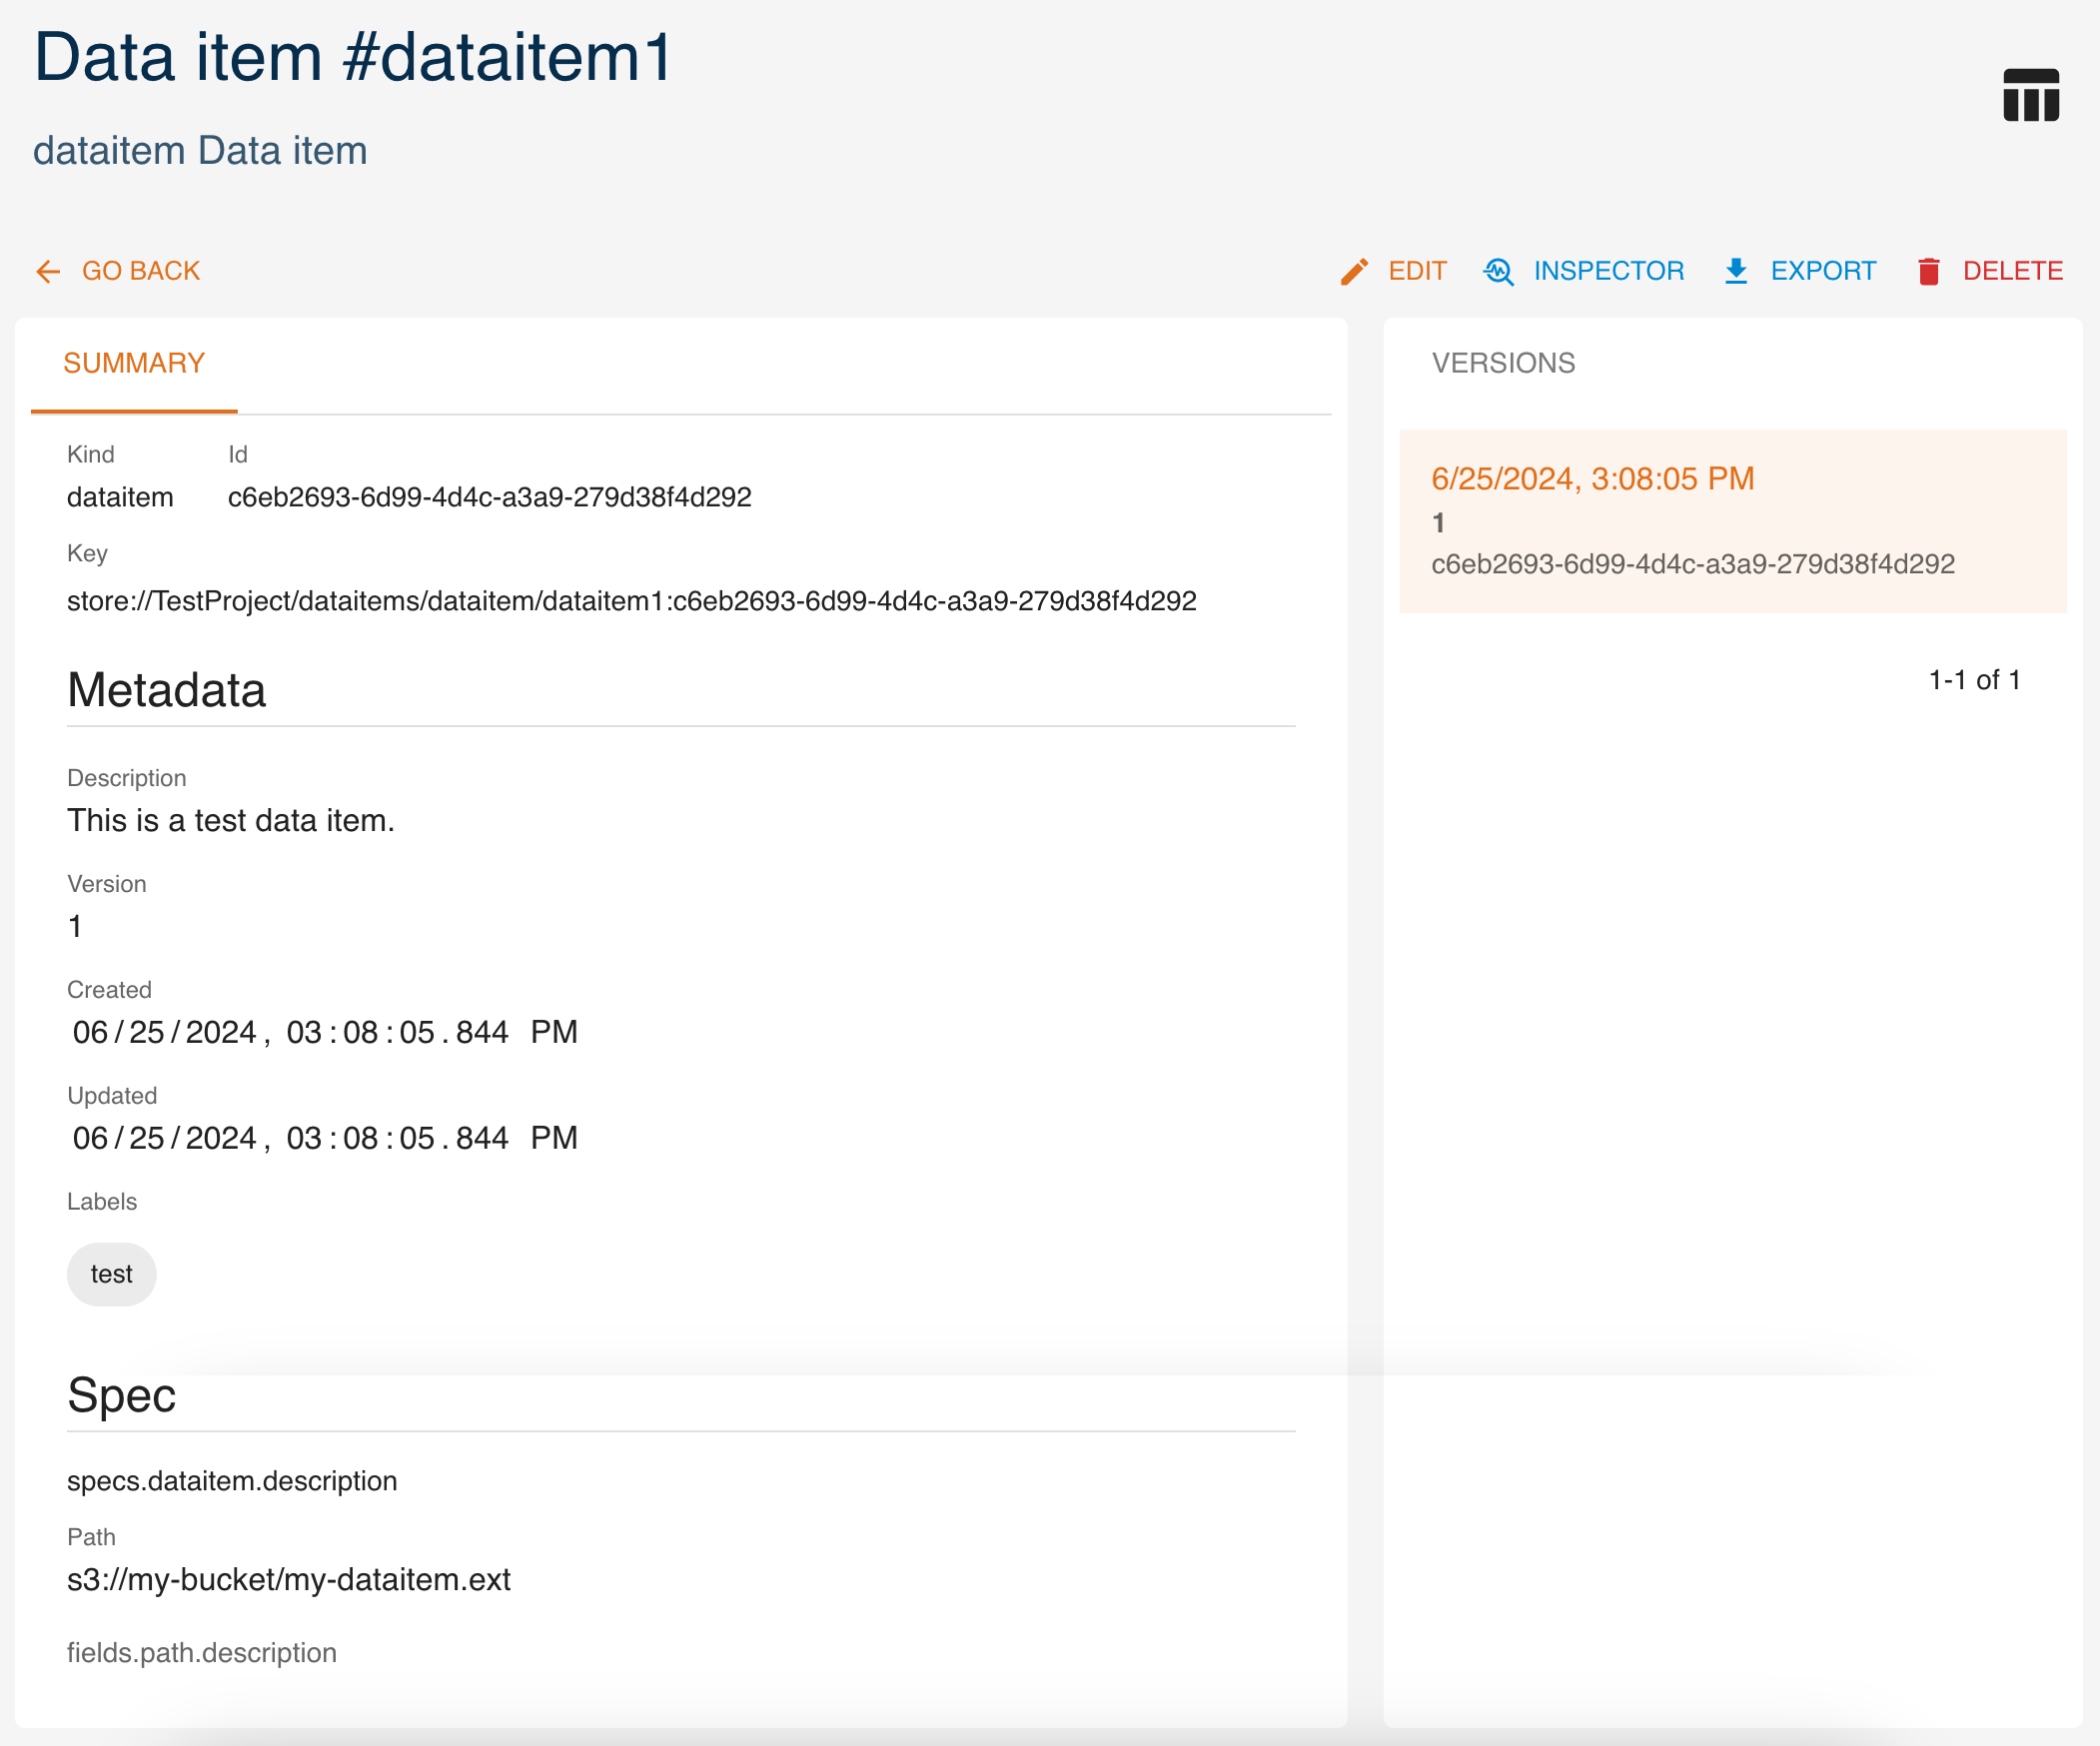 Data item #dataitem1
dataitem Data item
GO BACK
EDIT INSPECTOR EXPORT DELETE
SUMMARY
Kind Id
dataitem c6eb2693-6d99-4d4c-a3a9-279d38f4d292
Key
store://TestProject/dataitems/dataitem/dataitem1:c6eb2693-6d99-4d4c-a3a9-279d38f4d292
Metadata
Description
This is a test data item.
Version
1
Created
06/25/2024, 03:08:05.844 PM
Updated
06/25/2024, 03:08:05.844 PM
Labels
test
Spec
specs.dataitem.description
Path
s3://my-bucket/my-dataitem.ext
fields.path.description
VERSIONS
6/25/2024, 3:08:05 PM
1
c6eb2693-6d99-4d4c-a3a9-279d38f4d292
1-1 of 1